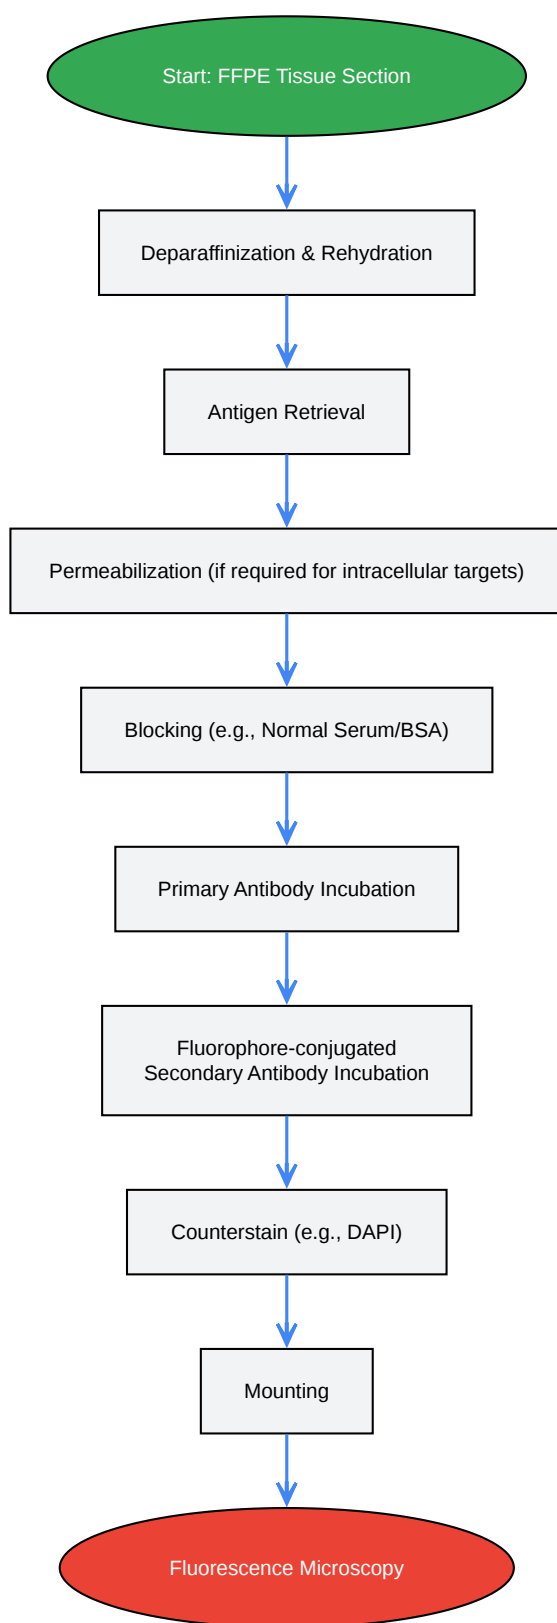 Start: FFPE Tissue Section
Deparaffinization & Rehydration
Antigen Retrieval
Permeabilization (if required for intracellular targets)
Blocking (e.g., Normal Serum/BSA)
Primary Antibody Incubation
Fluorophore-conjugated
Secondary Antibody Incubation
Counterstain (e.g., DAPI)
Mounting
Fluorescence Microscopy